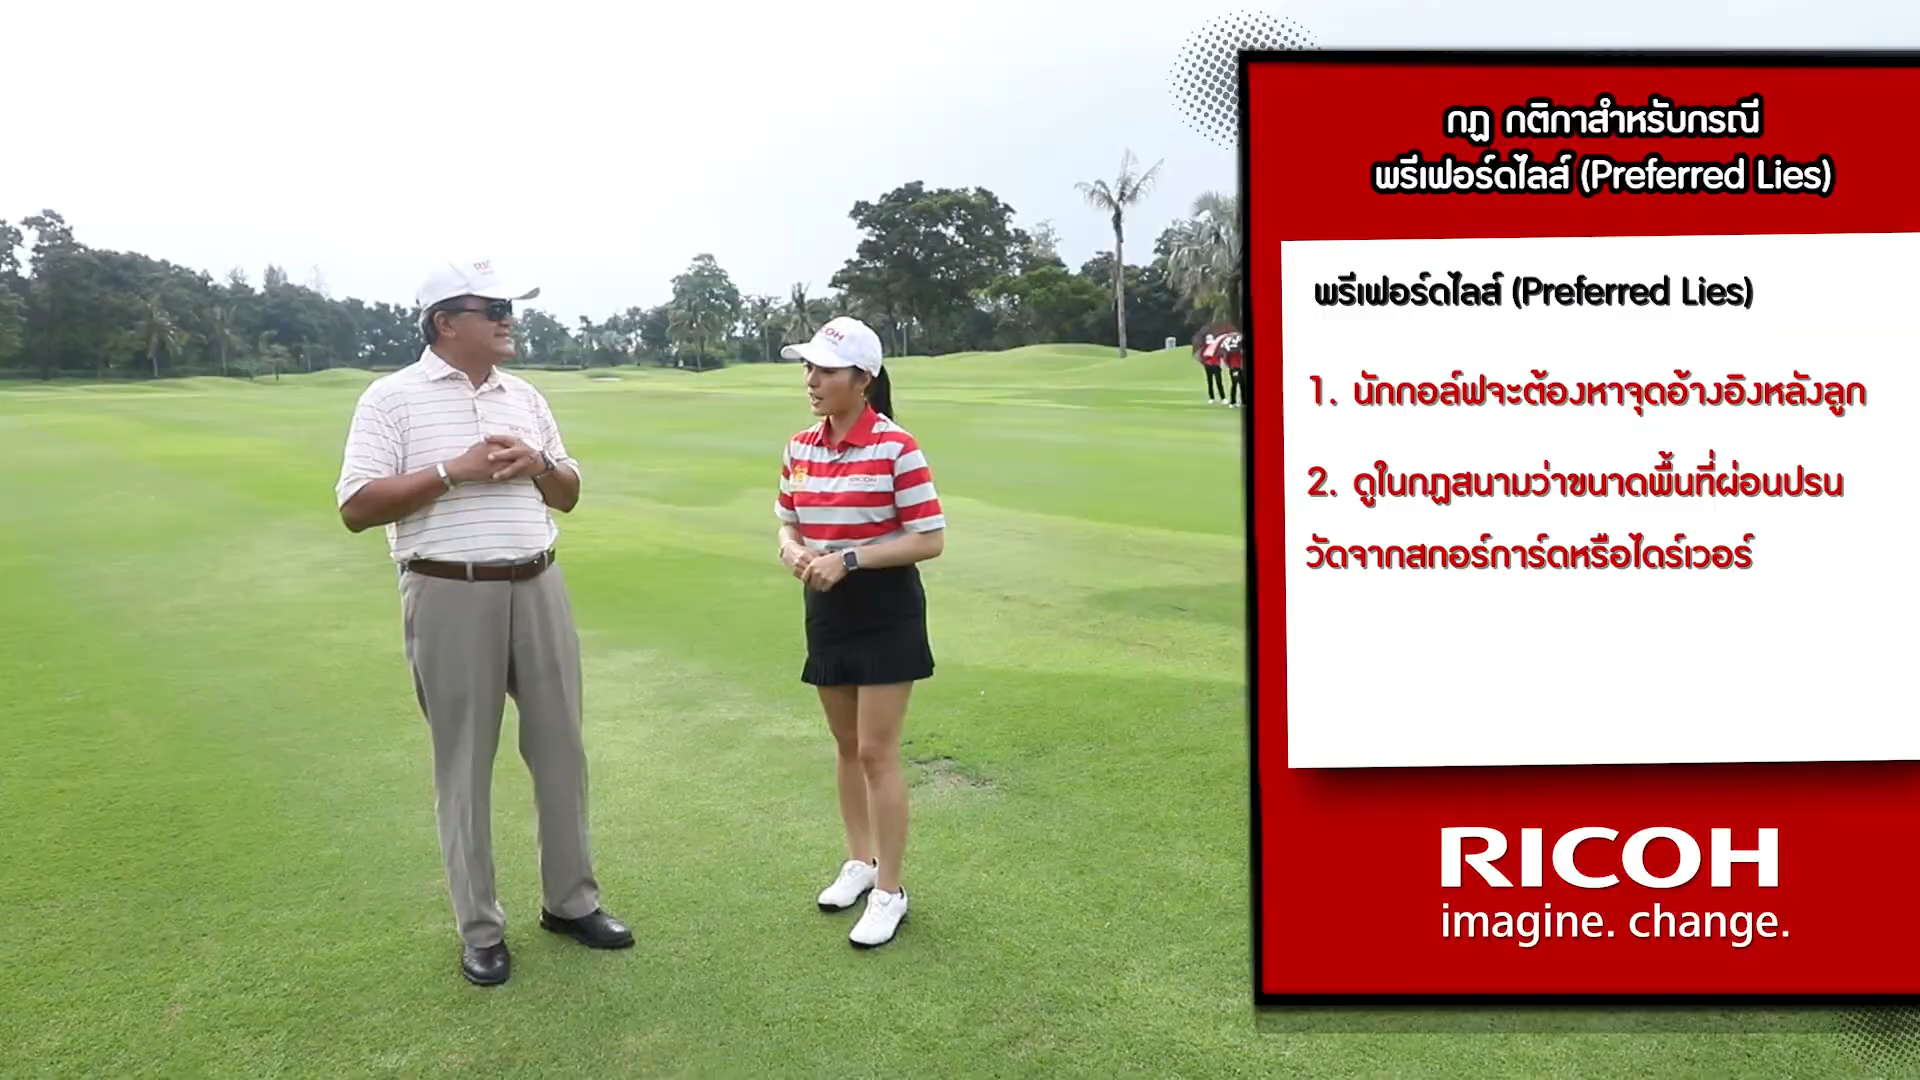 กฎ กติกาสำหรับกรณี
พรีเฟอร์ดไลส์ (Preferred Lies)
พรีเฟอร์ดไลส์ (Preferred Lies)
1. นักกอล์ฟจะต้องหาจุดอ้างอิงหลังลูก
2. ดูในกฎสนามว่าขนาดพื้นที่ผ่อนปรน
วัดจากสกอร์การ์ดหรือไดร์เวอร์
RICOH
imagine. change.
RICOH